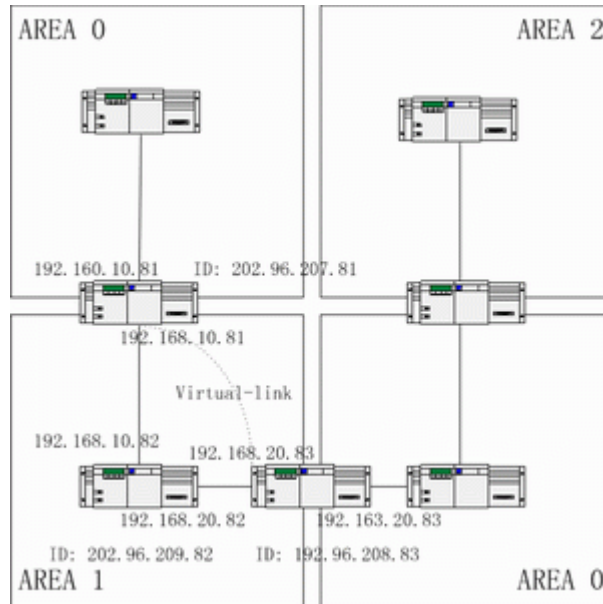 AREA 0
AREA 2
192.160.10.81 ID: 202.96.207.81
192.168.10.81
Virtual-link
192.168.10.82
192.168.20.83
192.168.20.82 192.163.20.83
ID: 202.96.209.82 ID: 192.96.208.83
AREA 1
AREA 0